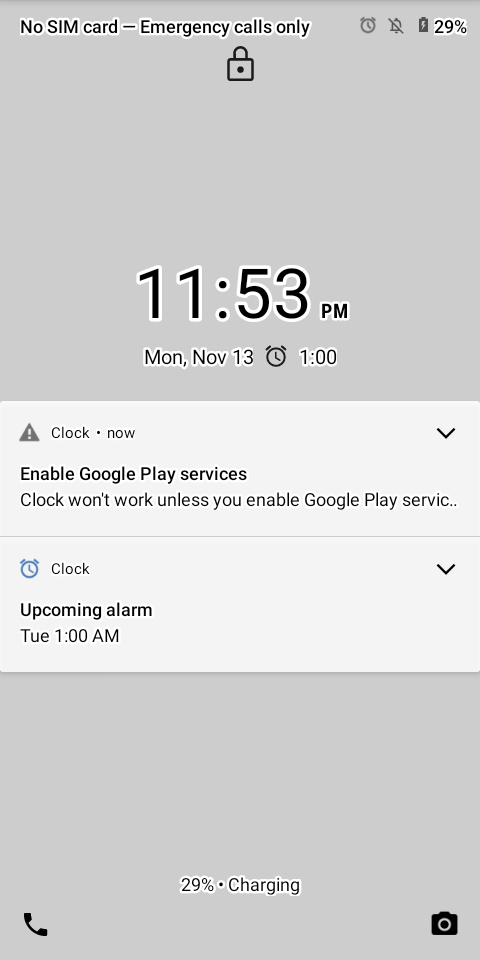 No SIM card — Emergency calls only 29%
11:53 PM
Mon, Nov 13 1:00
Clock • now
Enable Google Play services
Clock won't work unless you enable Google Play servic..
Clock
Upcoming alarm
Tue 1:00 AM
29% • Charging